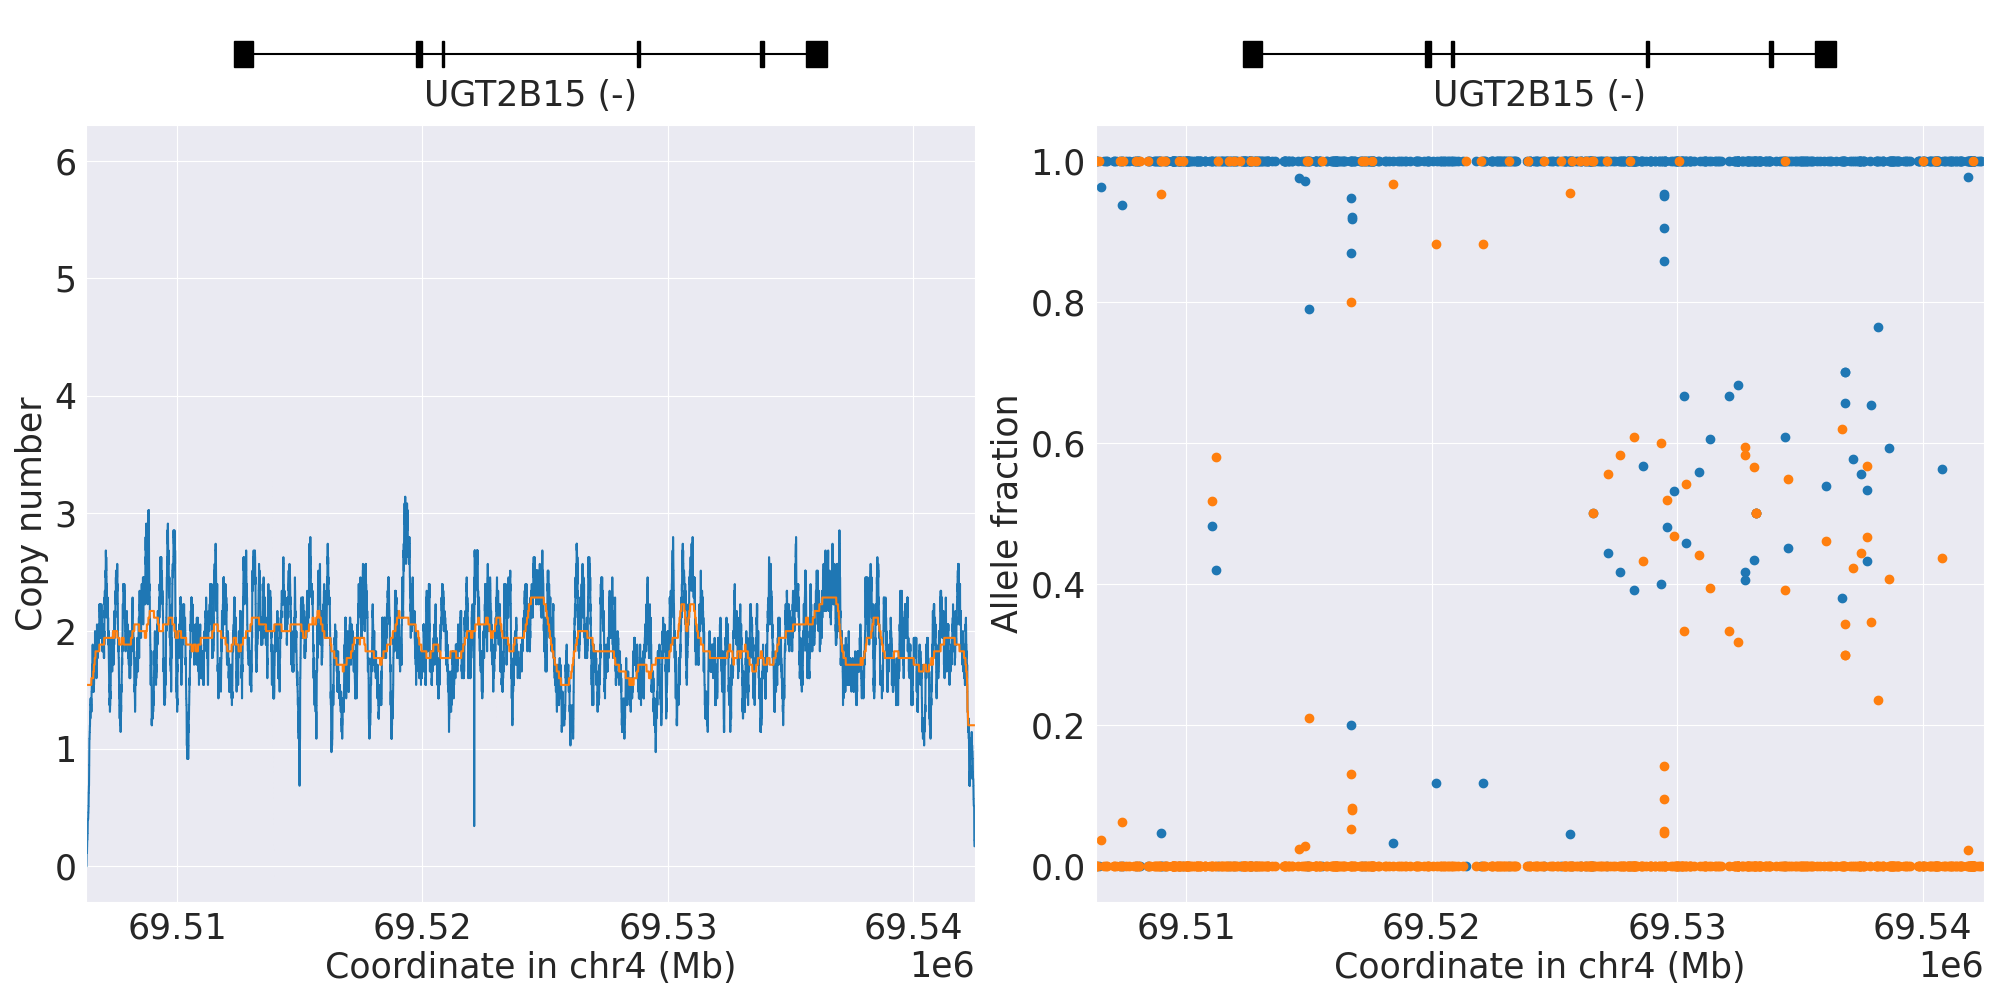 UGT2B15 (-)
UGT2B15 (-)
Copy number
6
5
4
3
2
1
0
69.51 69.52 69.53 69.54
Coordinate in chr4 (Mb) 1e6
Allele fraction
1.0
0.8
0.6
0.4
0.2
0.0
69.51 69.52 69.53 69.54
Coordinate in chr4 (Mb) 1e6